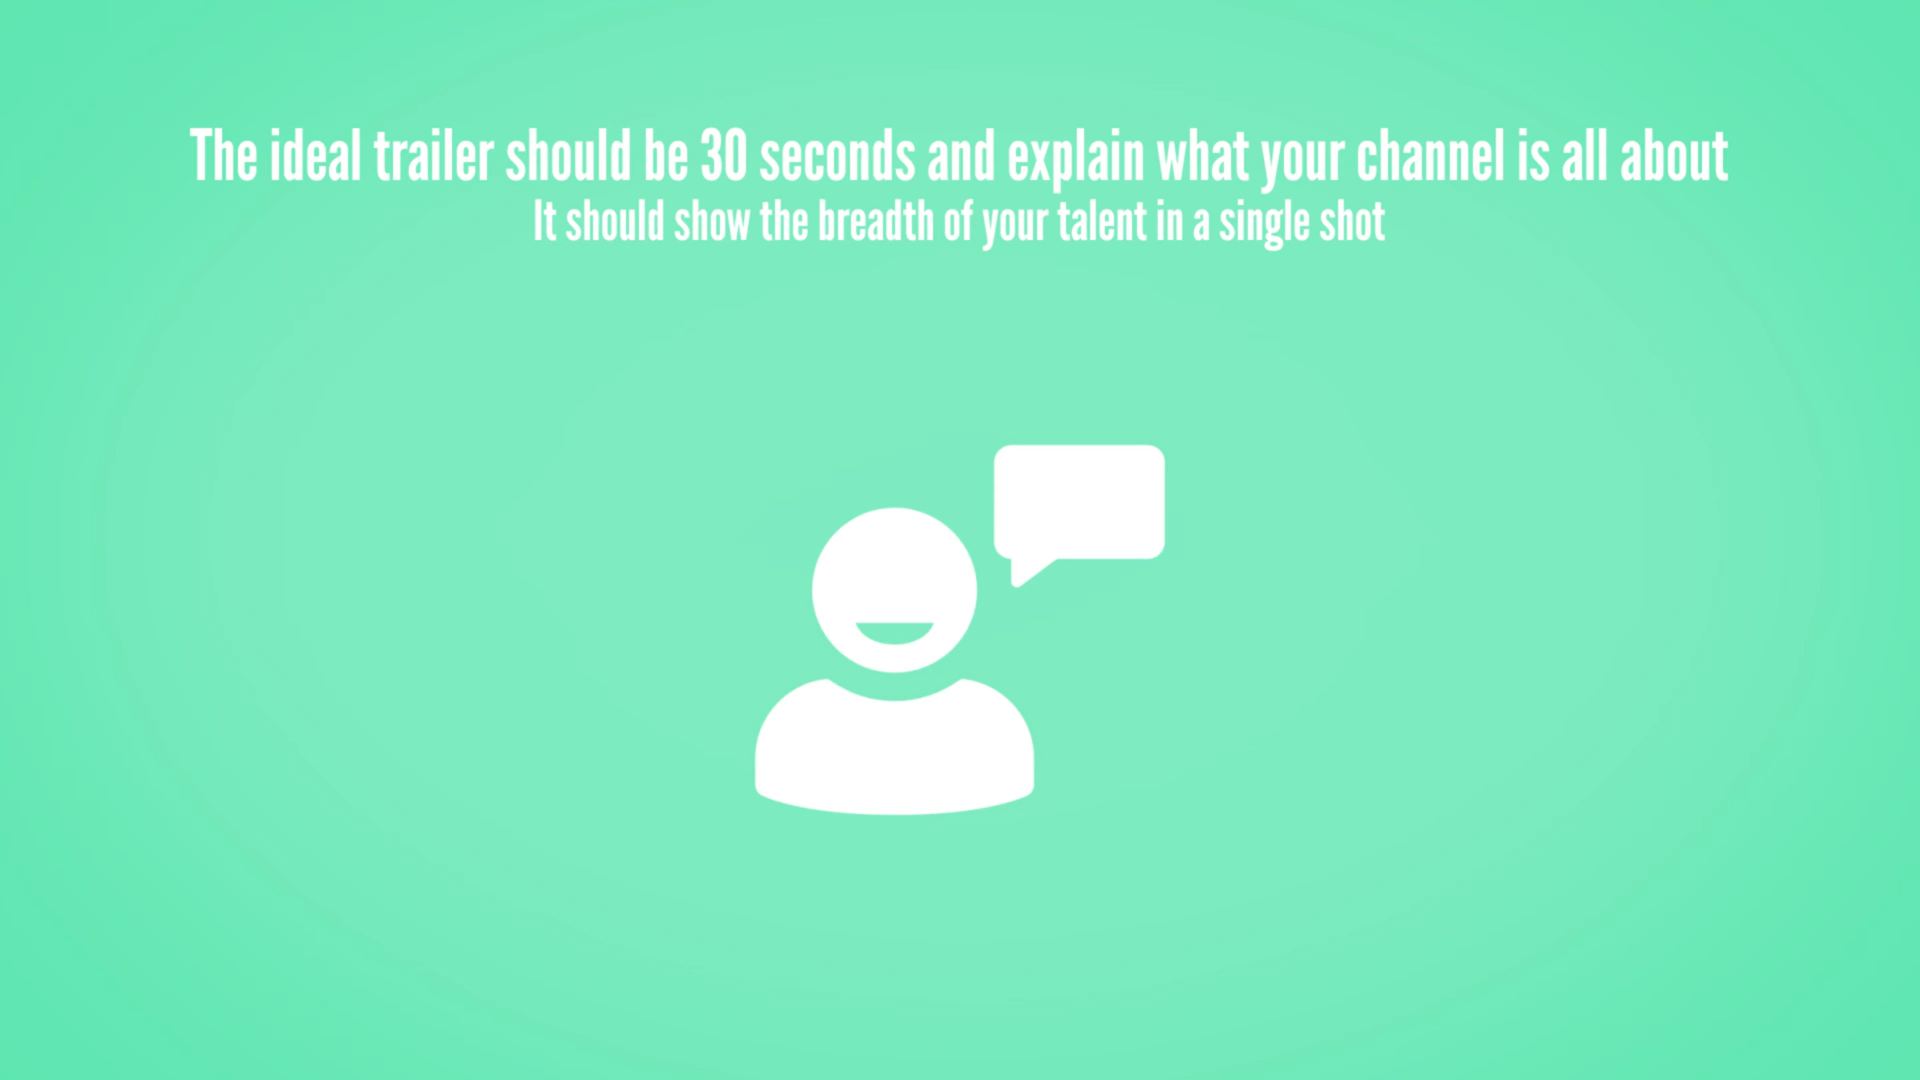 The ideal trailer should be 30 seconds and explain what your channel is all about
It should show the breadth of your talent in a single shot